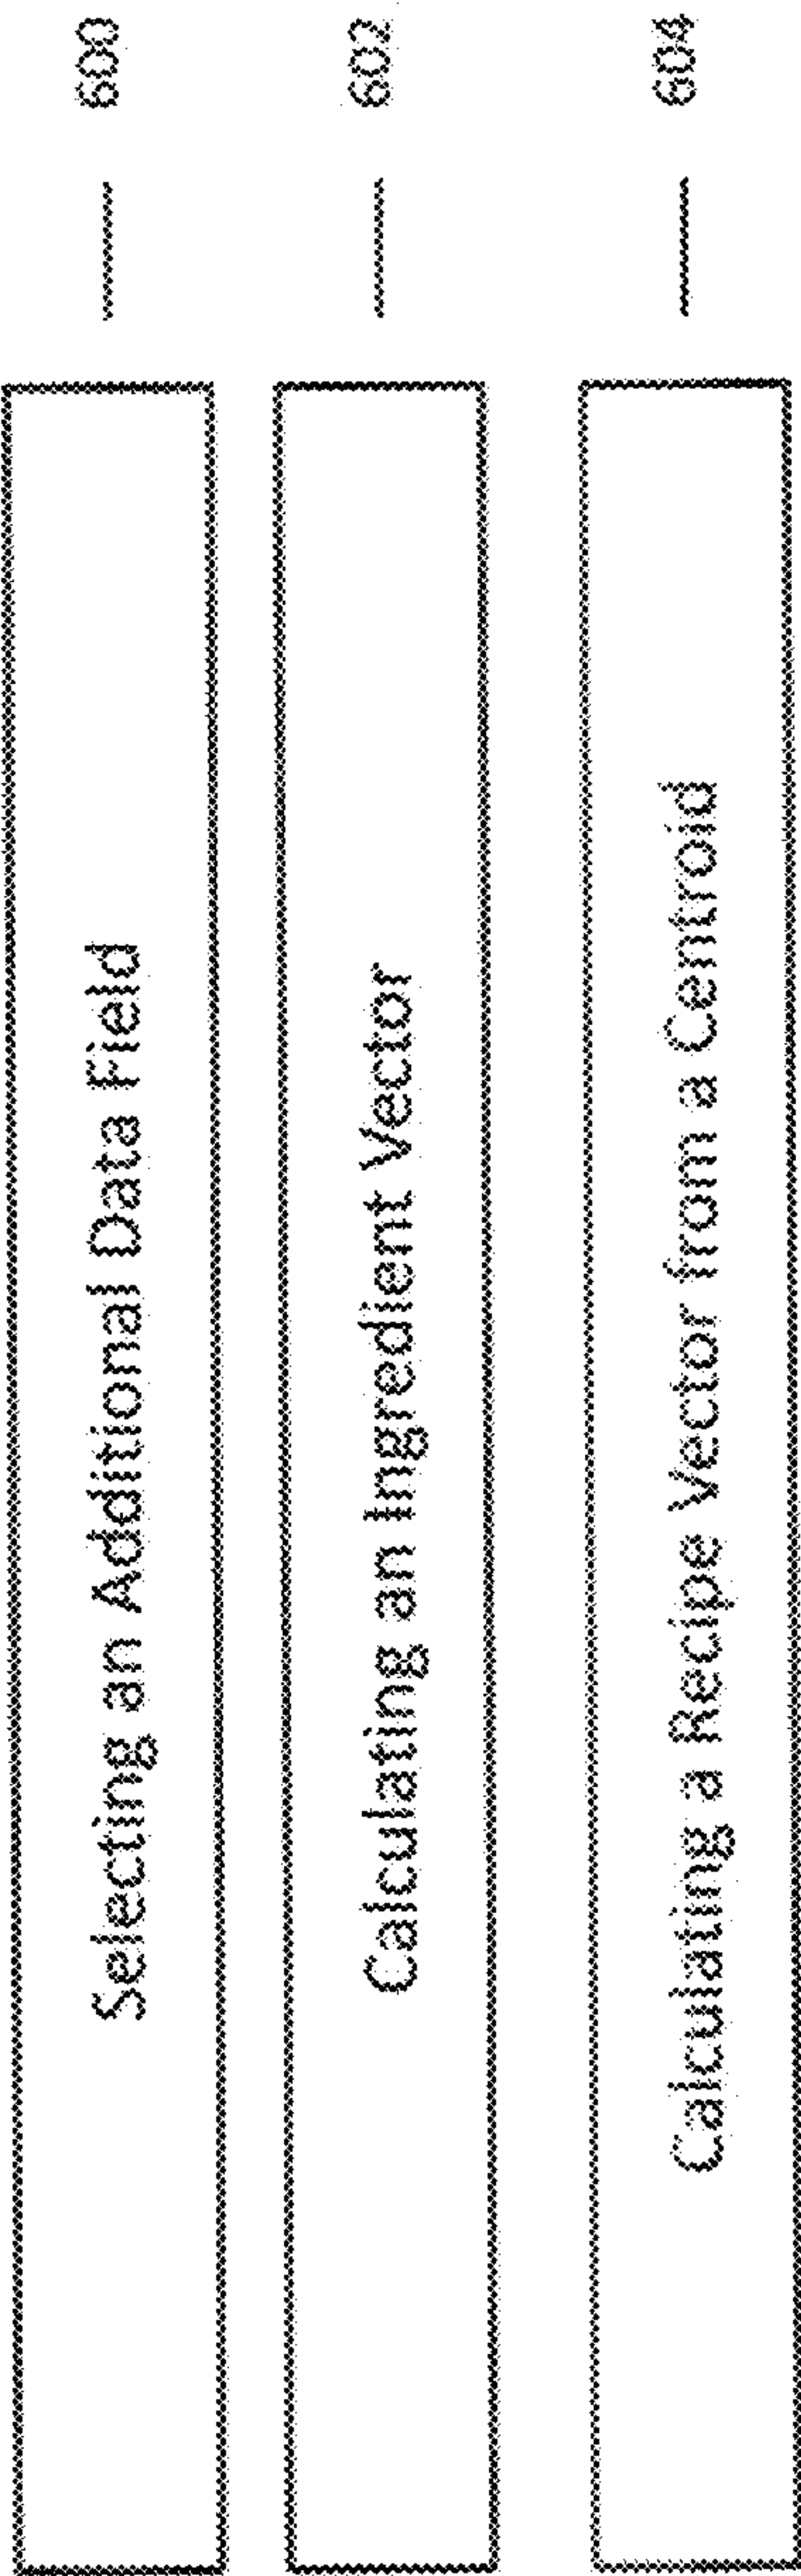 Selecting an Additional Data Field 600
Calculating an Ingredient Vector 602
Calculating a Recipe Vector from a Centroid 604